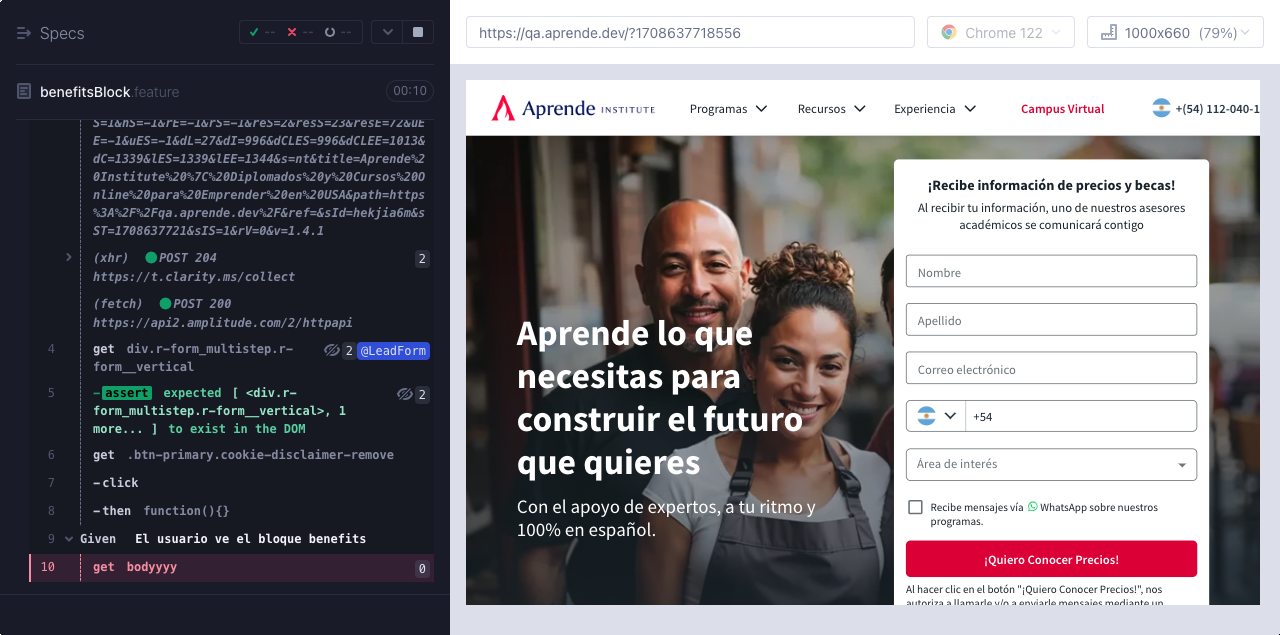 Specs
-- -- --
benefitsBlock.feature
00:10
S=1&nS=-1&rE=-1&rS=-1&reS=2&resS=23&resE=72&uE
E=-1&uES=-1&dL=27&dI=996&dCLES=996&dCLEE=1013&
dC=1339&lES=1339&lEE=1344&s=nt&title=Aprende%2
0Institute%20%7C%20Diplomados%20y%20Cursos%20O
nline%20para%20Emprender%20en%20USA&path=https
%3A%2F%2Fqa.aprende.dev%2F&ref=&sId=hekjia6m&s
ST=1708637721&sIS=1&rV=0&v=1.4.1
(xhr) POST 204 2
https://t.clarity.ms/collect
(fetch) POST 200
https://api2.amplitude.com/2/httpapi
4 get div.r-form_multistep.r- 2 @LeadForm
form__vertical
5 -assert expected [ <div.r- 2
form_multistep.r-form__vertical>, 1
more... ] to exist in the DOM
6 get .btn-primary.cookie-disclaimer-remove
7 -click
8 -then function(){}
9 Given El usuario ve el bloque benefits
10 get bodyyyy 0
https://qa.aprende.dev/?1708637718556
Chrome 122
1000x660 (79%)
Aprende INSTITUTE
Programas
Recursos
Experiencia
Campus Virtual
+(54) 112-040-1
Aprende lo que
necesitas para
construir el futuro
que quieres
Con el apoyo de expertos, a tu ritmo y
100% en español.
¡Recibe información de precios y becas!
Al recibir tu información, uno de nuestros asesores
académicos se comunicará contigo
Nombre
Apellido
Correo electrónico
+54
Área de interés
Recibe mensajes vía WhatsApp sobre nuestros
programas.
¡Quiero Conocer Precios!
Al hacer clic en el botón "¡Quiero Conocer Precios!", nos
autoriza a llamarle y/o a enviarle mensajes mediante un